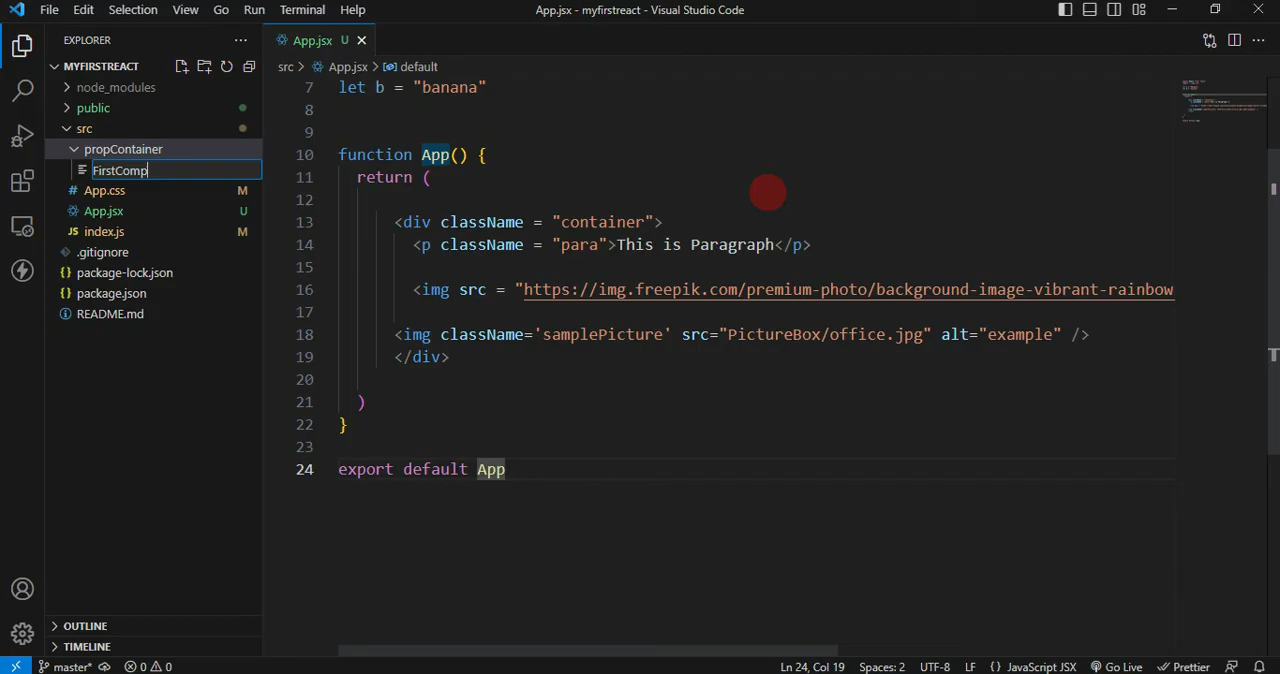 File Edit Selection View Go Run Terminal Help
App.jsx - myfirstreact - Visual Studio Code
EXPLORER
MYFIRSTREACT
node_modules
public
src
propContainer
FirstComp
# App.css M
App.jsx U
JS index.js M
.gitignore
{} package-lock.json
{} package.json
README.md
OUTLINE
TIMELINE
App.jsx U
src > App.jsx > default
7 let b = "banana"
8
9
10 function App() {
11 return (
12
13 <div className = "container">
14 <p className = "para">This is Paragraph</p>
15
16 <img src = "https://img.freepik.com/premium-photo/background-image-vibrant-rainbow
17
18 <img className='samplePicture' src="PictureBox/office.jpg" alt="example" />
19 </div>
20
21 )
22 }
23
24 export default App
master* 0 0 Ln 24, Col 19 Spaces: 2 UTF-8 LF {} JavaScript JSX Go Live Prettier